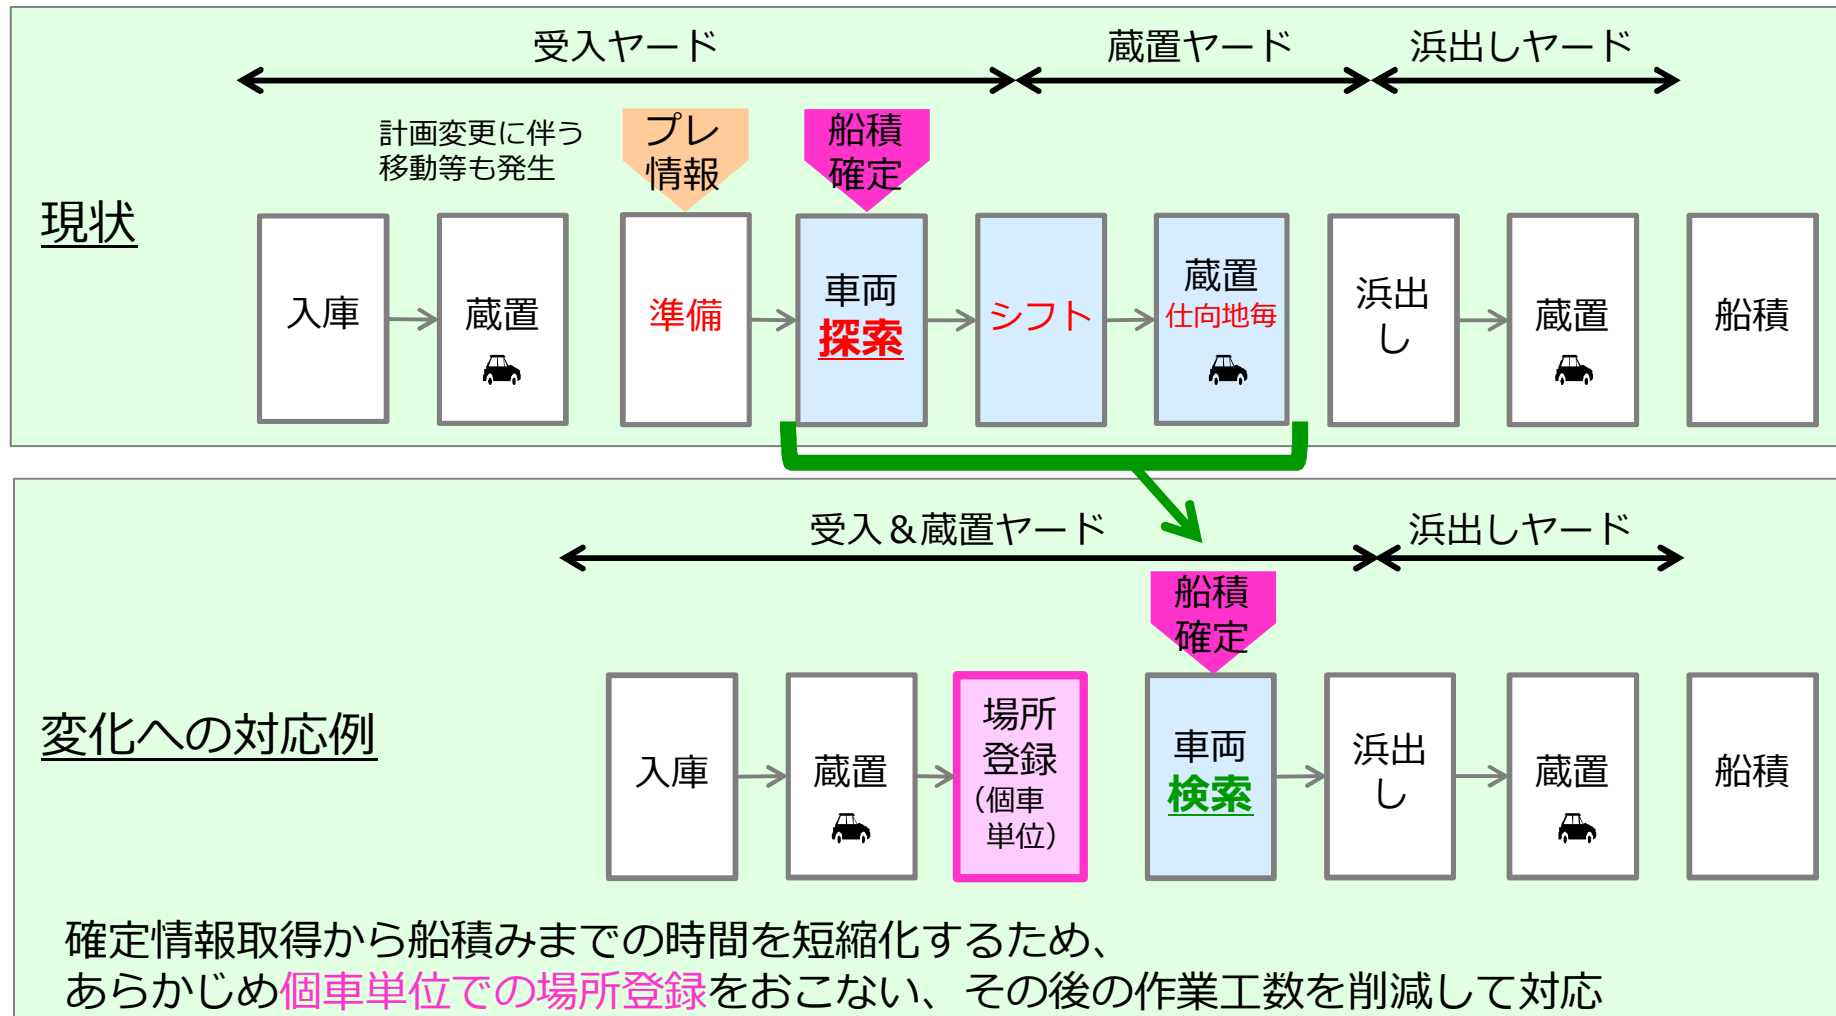 受入ヤード
蔵置ヤード
浜出しヤード
計画変更に伴う
移動等も発生
プレ
情報
船積
確定
現状
入庫
蔵置
準備
車両
探索
シフト
蔵置
仕向地毎
浜出
し
蔵置
船積
受入＆蔵置ヤード
浜出しヤード
船積
確定
変化への対応例
入庫
蔵置
場所
登録
（個車
単位）
車両
検索
浜出
し
蔵置
船積
確定情報取得から船積みまでの時間を短縮化するため、
あらかじめ個車単位での場所登録をおこない、その後の作業工数を削減して対応